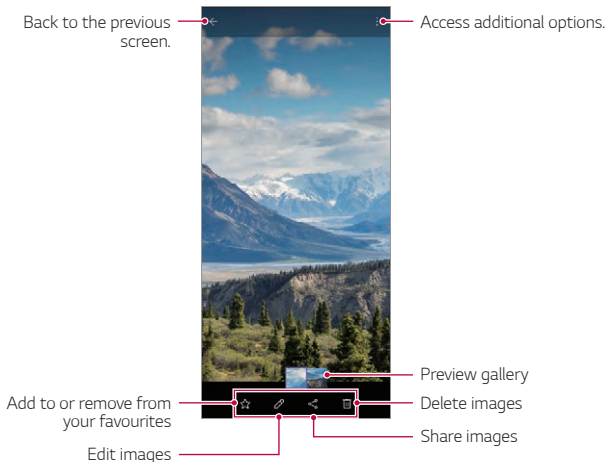 Back to the previous
screen.
Access additional options.
Preview gallery
Add to or remove from
your favourites
Delete images
Share images
Edit images